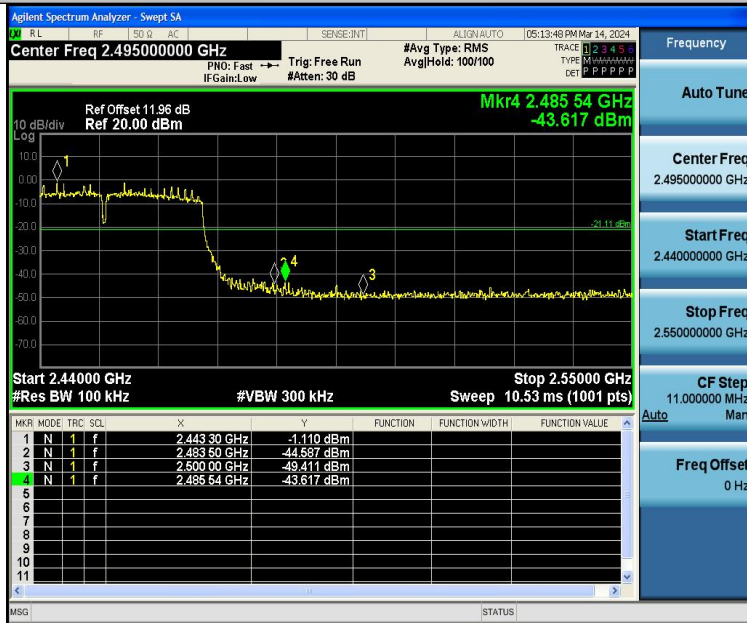 Agilent Spectrum Analyzer - Swept SA
LXI RL RF 50 Ω AC SENSE:INT ALIGN AUTO 05:13:48 PM Mar 14, 2024
Center Freq 2.495000000 GHz
PNO: Fast
IFGain:Low
Trig: Free Run
#Atten: 30 dB
#Avg Type: RMS
Avg|Hold: 100/100
TRACE 1 2 3 4 5 6
TYPE M
DET P P P P P P
Ref Offset 11.96 dB
10 dB/div Ref 20.00 dBm
Log
Mkr4 2.485 54 GHz
-43.617 dBm
10.0
0.00
-10.0
-20.0
-30.0
-40.0
-50.0
-60.0
-70.0
1
4
3
-21.11 dBm
Start 2.44000 GHz Stop 2.55000 GHz
#Res BW 100 kHz #VBW 300 kHz Sweep 10.53 ms (1001 pts)
MKR MODE TRC SCL X Y FUNCTION FUNCTION WIDTH FUNCTION VALUE
1 N 1 f 2.443 30 GHz -1.110 dBm
2 N 1 f 2.483 50 GHz -44.587 dBm
3 N 1 f 2.500 00 GHz -49.411 dBm
4 N 1 f 2.485 54 GHz -43.617 dBm
5
6
7
8
9
10
11
MSG STATUS
Frequency
Auto Tune
Center Freq
2.495000000 GHz
Start Freq
2.440000000 GHz
Stop Freq
2.550000000 GHz
CF Step
11.000000 MHz
Auto Man
Freq Offset
0 Hz